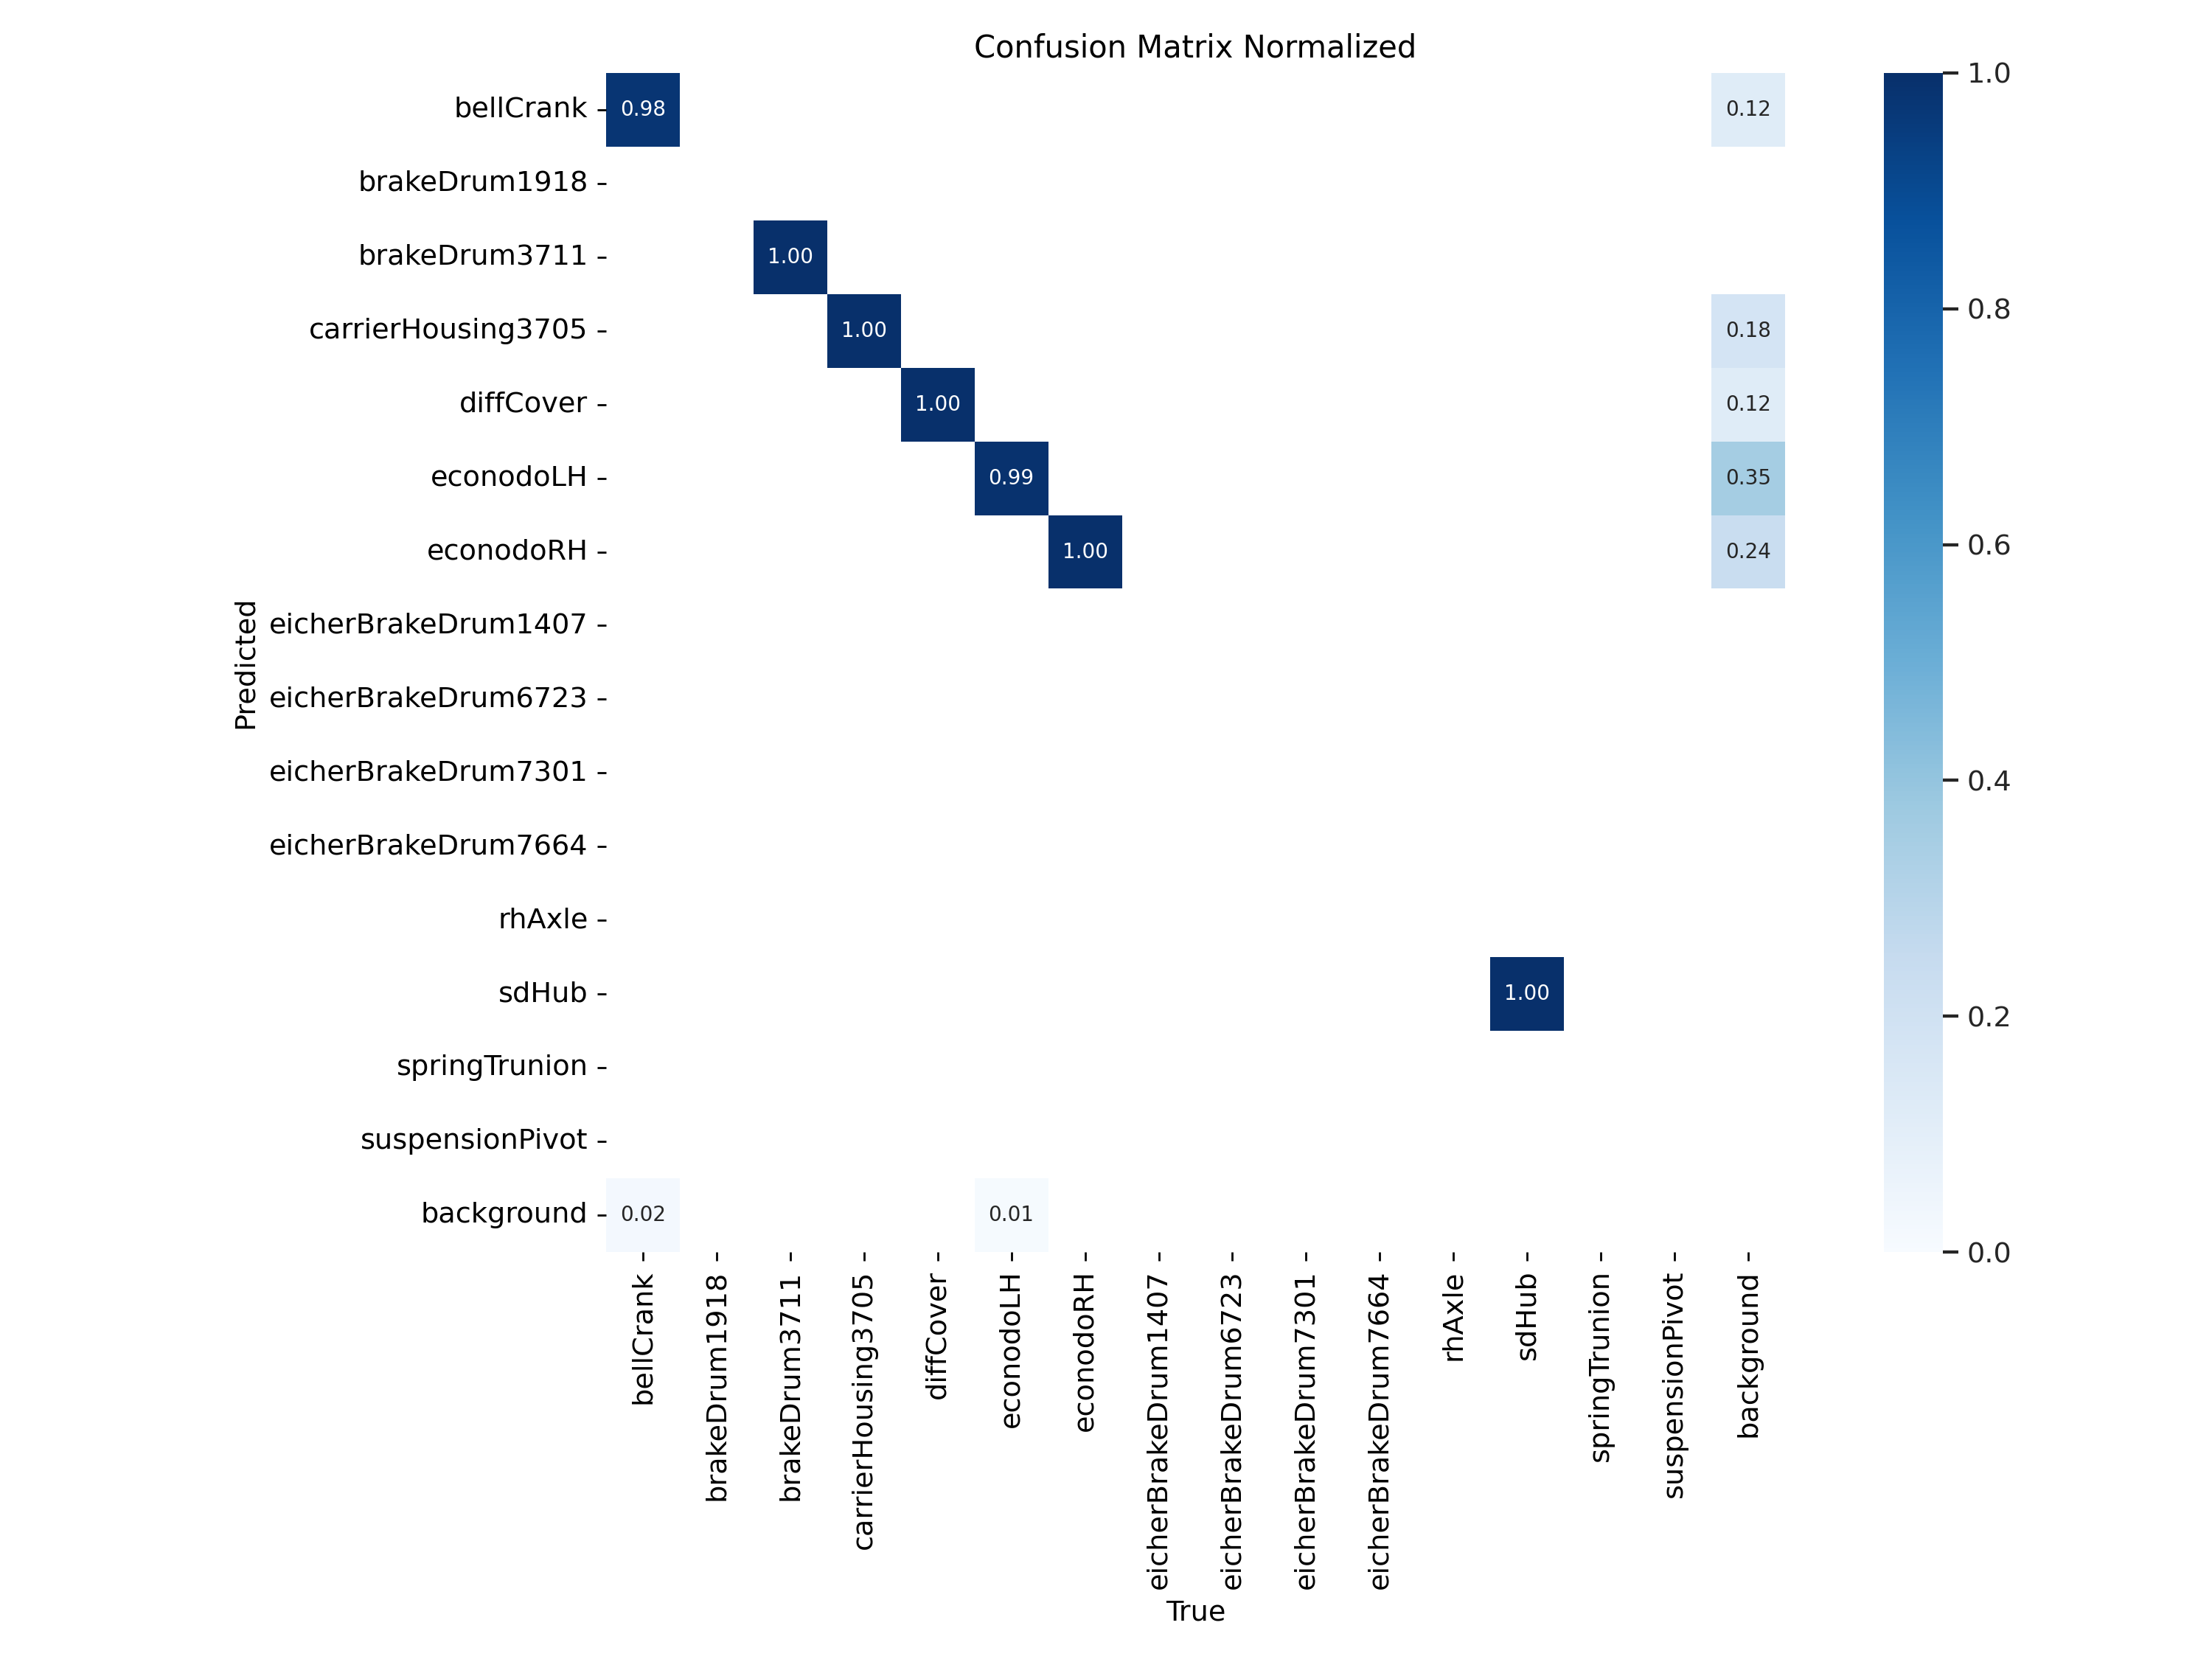 Confusion Matrix Normalized
bellCrank 0.98 0.12
brakeDrum1918
brakeDrum3711 1.00
carrierHousing3705 1.00 0.18
diffCover 1.00 0.12
econodoLH 0.99 0.35
econodoRH 1.00 0.24
eicherBrakeDrum1407
eicherBrakeDrum6723
eicherBrakeDrum7301
eicherBrakeDrum7664
rhAxle
sdHub 1.00
springTrunion
suspensionPivot
background 0.02 0.01
Predicted
bellCrank
brakeDrum1918
brakeDrum3711
carrierHousing3705
diffCover
econodoLH
econodoRH
eicherBrakeDrum1407
eicherBrakeDrum6723
eicherBrakeDrum7301
eicherBrakeDrum7664
rhAxle
sdHub
springTrunion
suspensionPivot
background
True
1.0
0.8
0.6
0.4
0.2
0.0